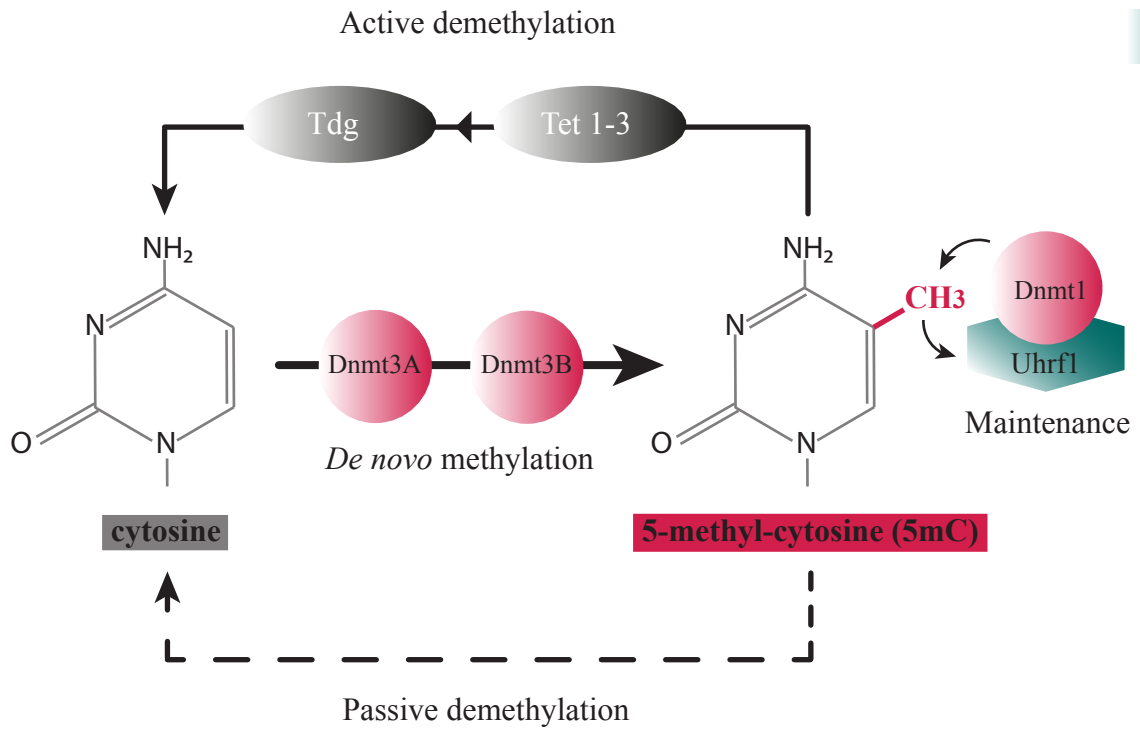 Active demethylation
Tdg
Tet 1-3
NH₂
N
O
N
cytosine
Dnmt3A
Dnmt3B
De novo methylation
NH₂
N
O
N
CH3
5-methyl-cytosine (5mC)
Dnmt1
Uhrf1
Maintenance
Passive demethylation